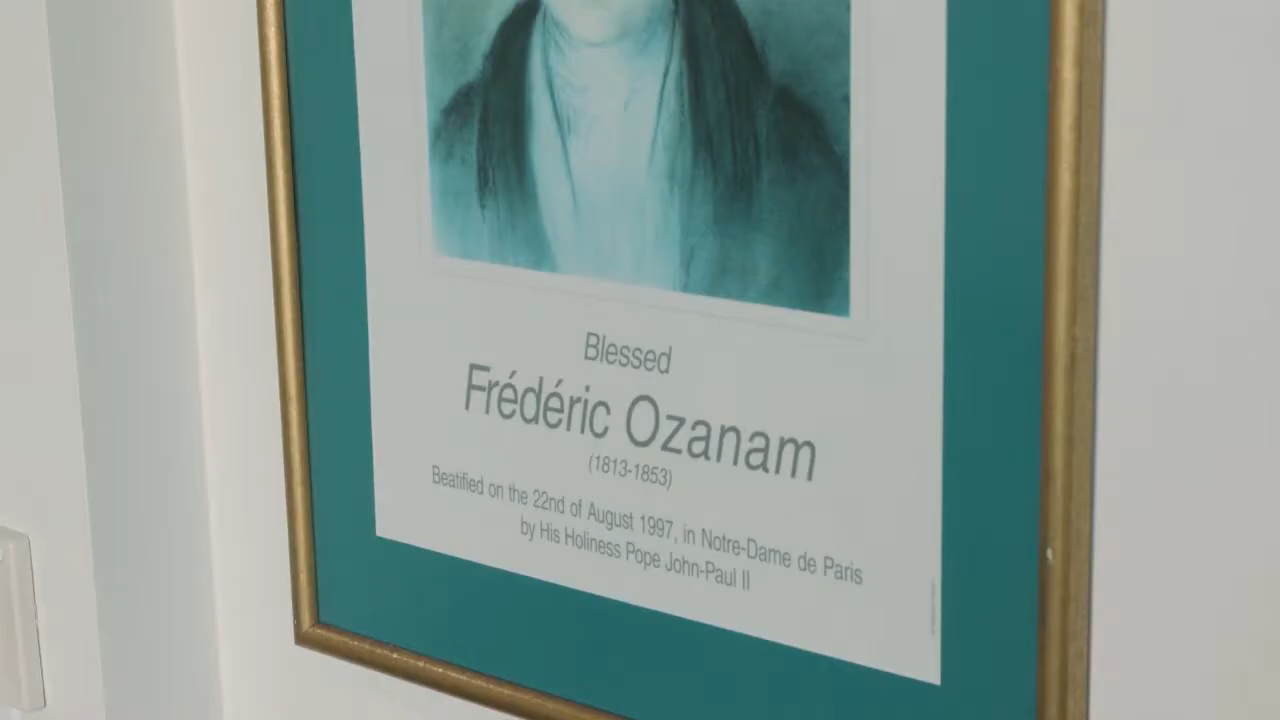 Blessed
Frédéric Ozanam
(1813-1853)
Beatified on the 22nd of August 1997, in Notre-Dame de Paris
by His Holiness Pope John-Paul II